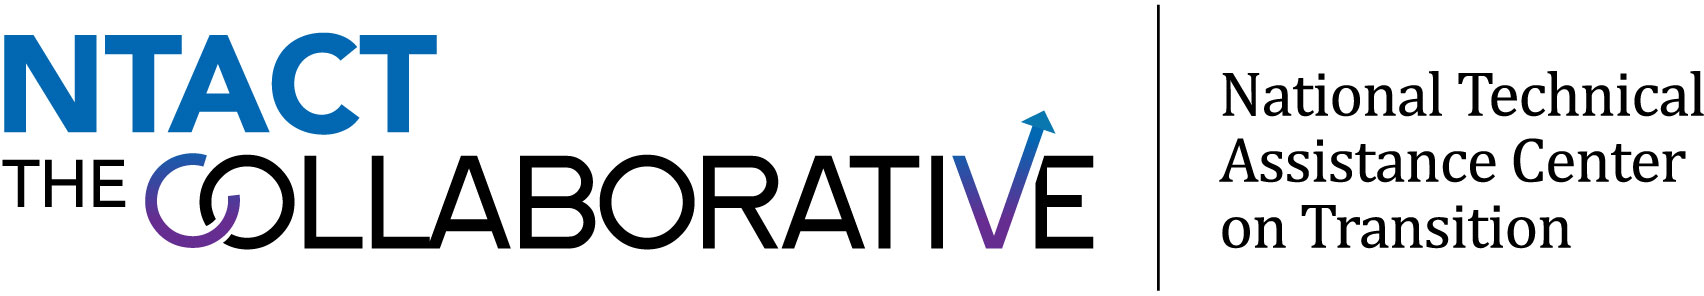 NTACT
THE COLLABORATIVE
National Technical
Assistance Center
on Transition